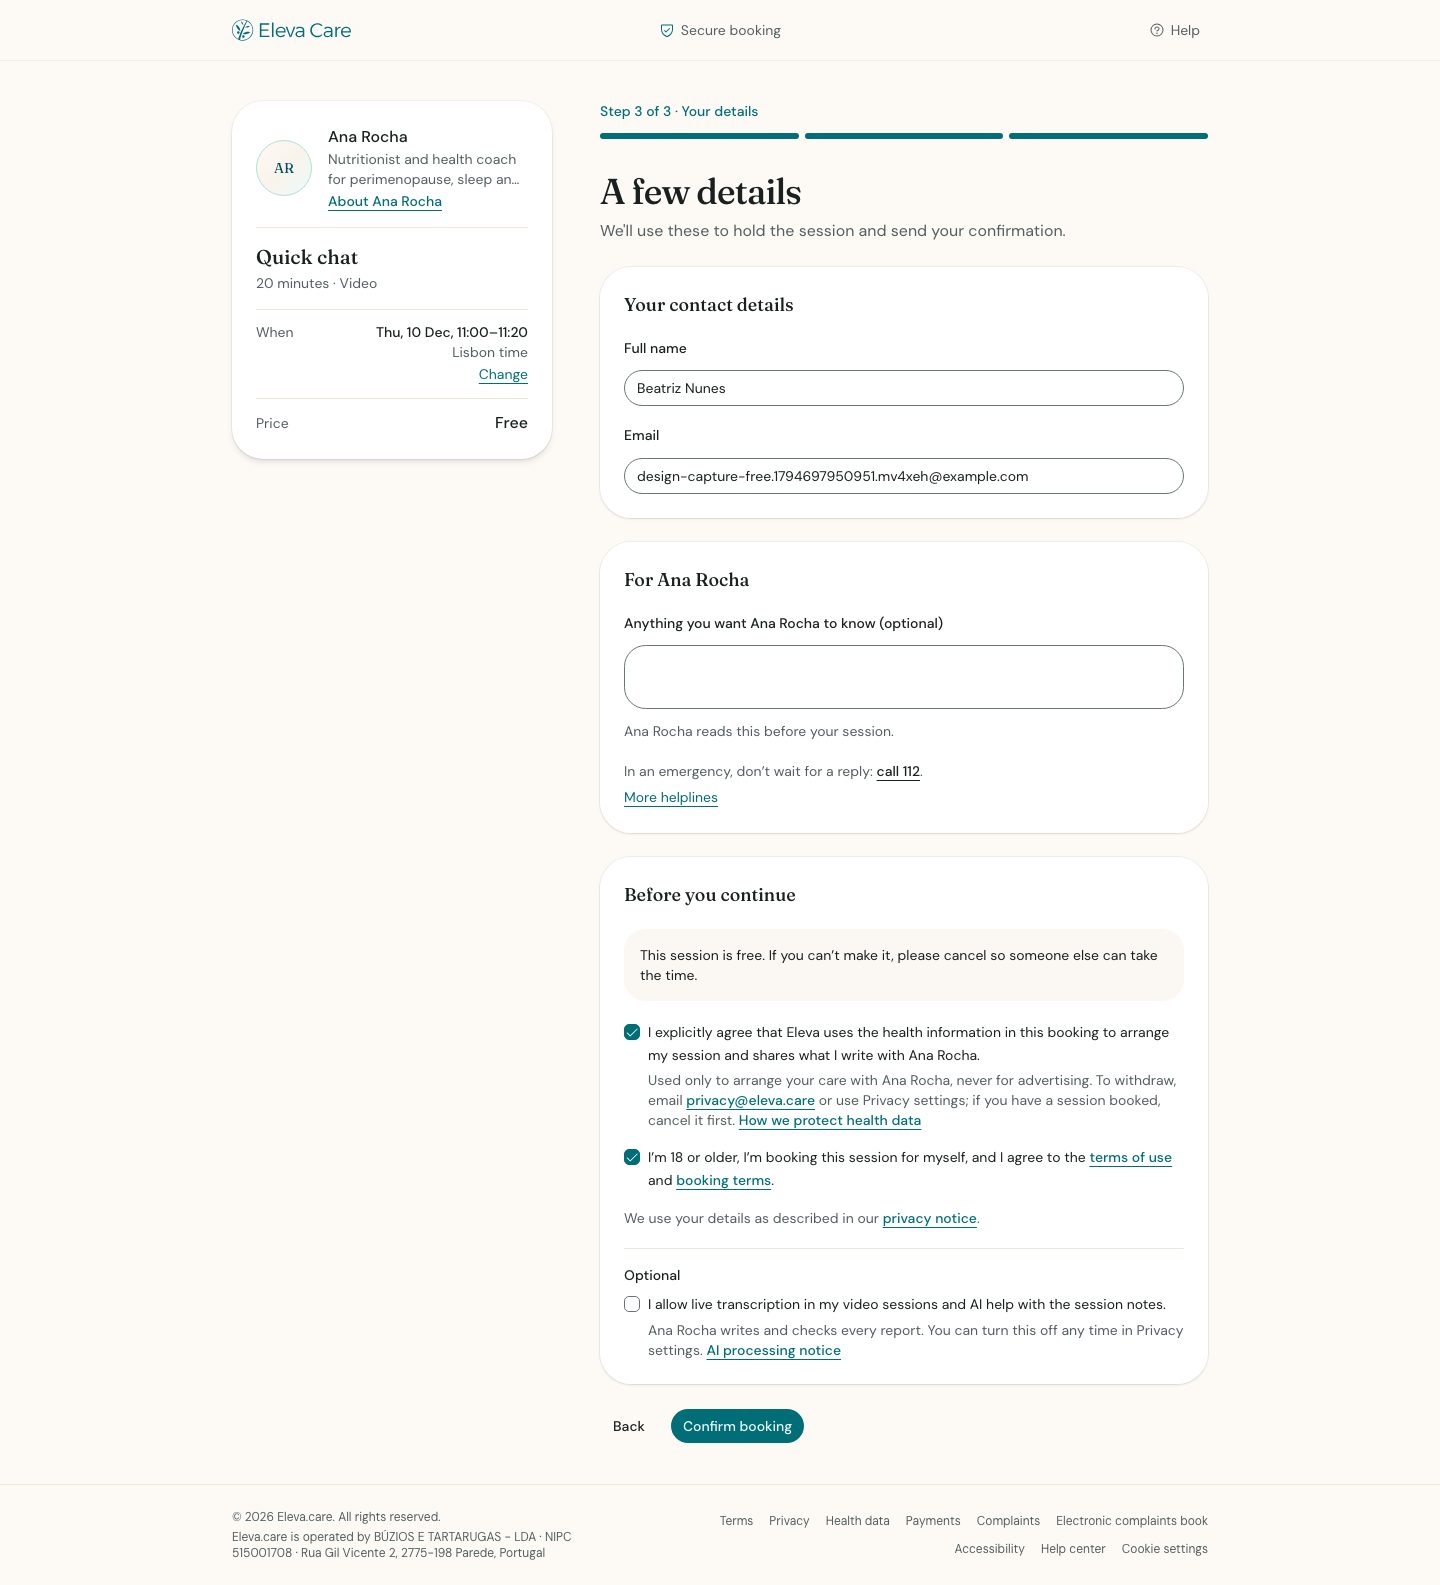 Eleva Care
Secure booking
Help
AR
Ana Rocha
Nutritionist and health coach
for perimenopause, sleep an...
About Ana Rocha
Quick chat
20 minutes · Video
When
Thu, 10 Dec, 11:00–11:20
Lisbon time
Change
Price
Free
Step 3 of 3 · Your details
A few details
We'll use these to hold the session and send your confirmation.
Your contact details
Full name
Beatriz Nunes
Email
design-capture-free.1794697950951.mv4xeh@example.com
For Ana Rocha
Anything you want Ana Rocha to know (optional)
Ana Rocha reads this before your session.
In an emergency, don’t wait for a reply: call 112.
More helplines
Before you continue
This session is free. If you can’t make it, please cancel so someone else can take
the time.
I explicitly agree that Eleva uses the health information in this booking to arrange
my session and shares what I write with Ana Rocha.
Used only to arrange your care with Ana Rocha, never for advertising. To withdraw,
email privacy@eleva.care or use Privacy settings; if you have a session booked,
cancel it first. How we protect health data
I’m 18 or older, I’m booking this session for myself, and I agree to the terms of use
and booking terms.
We use your details as described in our privacy notice.
Optional
I allow live transcription in my video sessions and AI help with the session notes.
Ana Rocha writes and checks every report. You can turn this off any time in Privacy
settings. AI processing notice
Back
Confirm booking
© 2026 Eleva.care. All rights reserved.
Eleva.care is operated by BÚZIOS E TARTARUGAS - LDA · NIPC
515001708 · Rua Gil Vicente 2, 2775-198 Parede, Portugal
Terms Privacy Health data Payments Complaints Electronic complaints book
Accessibility Help center Cookie settings